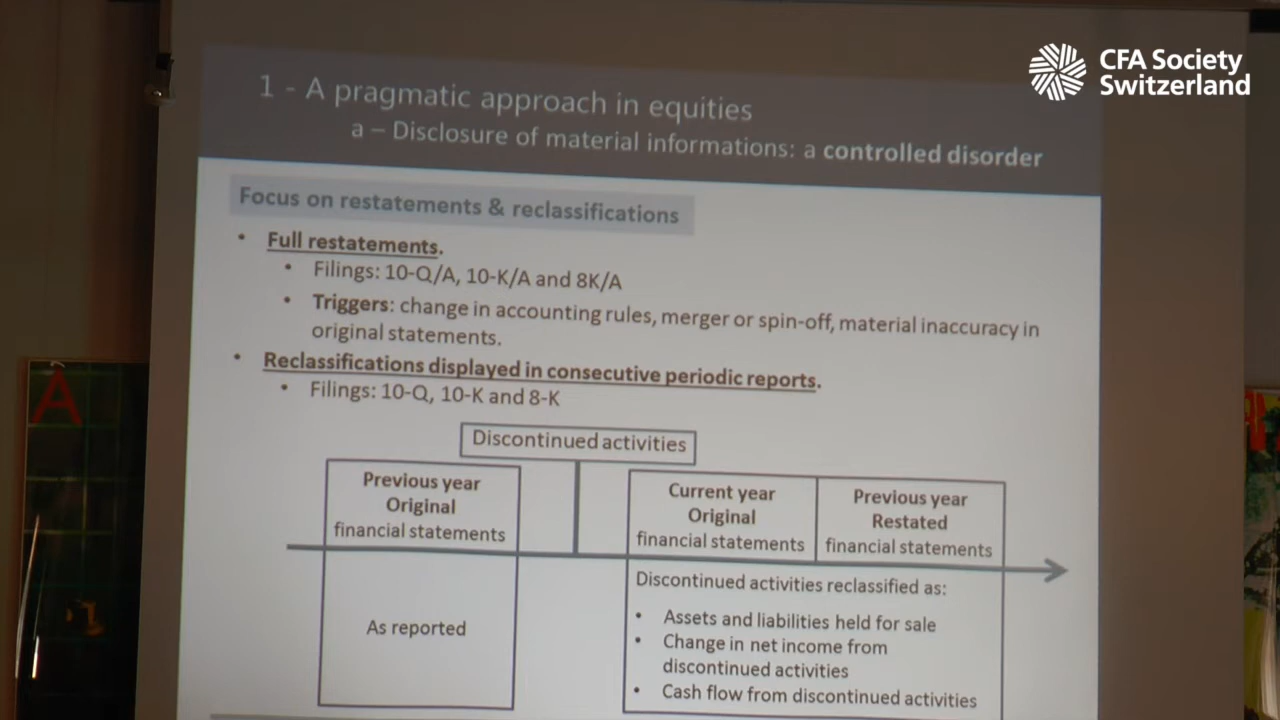 CFA Society
Switzerland
1 - A pragmatic approach in equities
a – Disclosure of material informations: a controlled disorder
Focus on restatements & reclassifications
• Full restatements.
• Filings: 10-Q/A, 10-K/A and 8K/A
• Triggers: change in accounting rules, merger or spin-off, material inaccuracy in
original statements.
• Reclassifications displayed in consecutive periodic reports.
• Filings: 10-Q, 10-K and 8-K
Discontinued activities
Previous year
Original
financial statements
Current year
Original
financial statements
Previous year
Restated
financial statements
As reported
Discontinued activities reclassified as:
• Assets and liabilities held for sale
• Change in net income from
discontinued activities
• Cash flow from discontinued activities
A